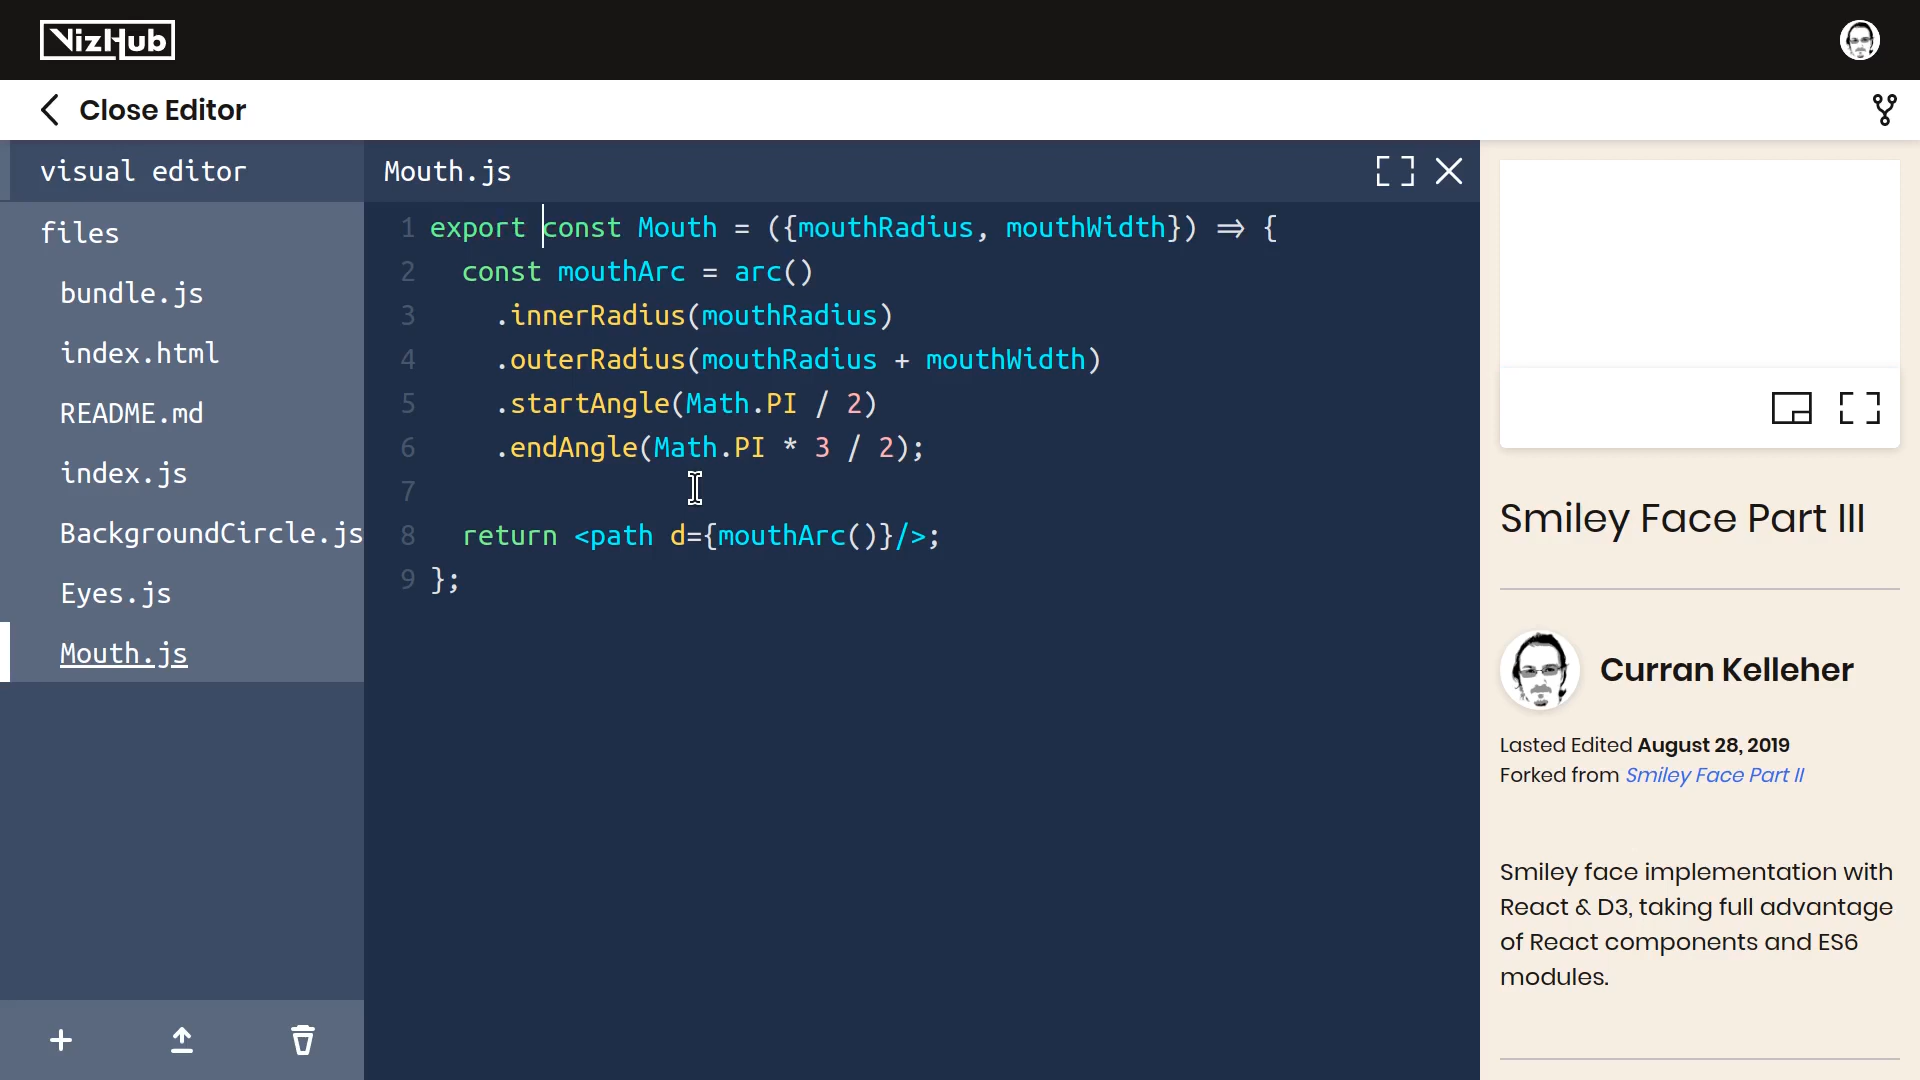 VizHub
Close Editor
visual editor
files
bundle.js
index.html
README.md
index.js
BackgroundCircle.js
Eyes.js
Mouth.js
Mouth.js
1 export const Mouth = ({mouthRadius, mouthWidth}) => {
2 const mouthArc = arc()
3 .innerRadius(mouthRadius)
4 .outerRadius(mouthRadius + mouthWidth)
5 .startAngle(Math.PI / 2)
6 .endAngle(Math.PI * 3 / 2);
7
8 return <path d={mouthArc()}/>;
9 };
Smiley Face Part III
Curran Kelleher
Lasted Edited August 28, 2019
Forked from Smiley Face Part II
Smiley face implementation with
React & D3, taking full advantage
of React components and ES6
modules.